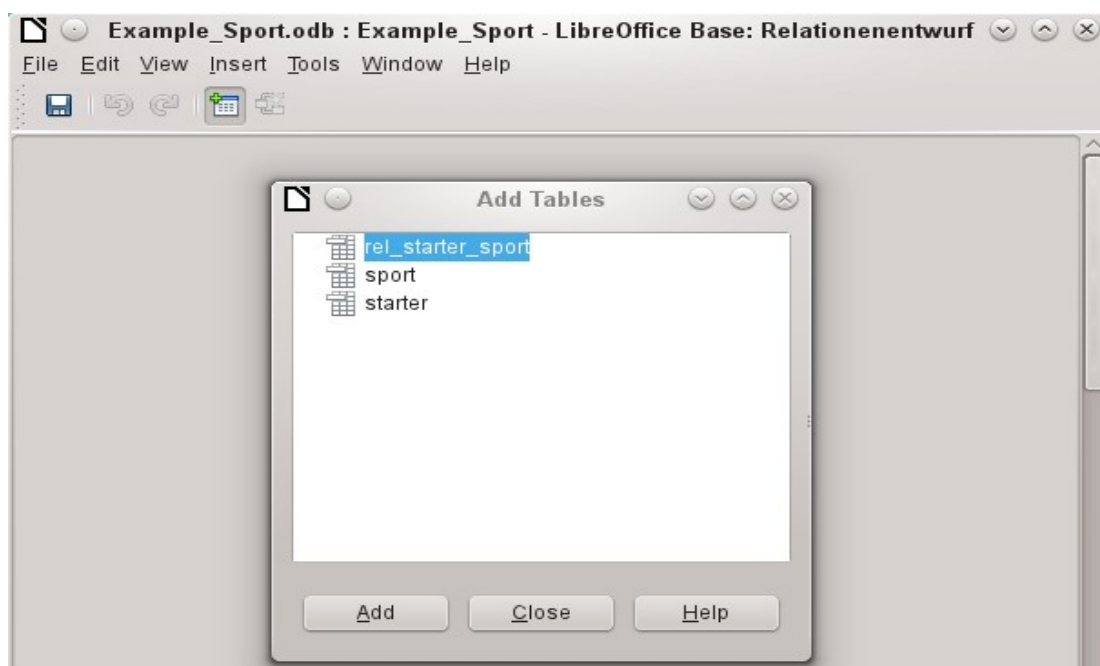 Example_Sport.odb : Example_Sport - LibreOffice Base: Relationenentwurf
File Edit View Insert Tools Window Help
Add Tables
rel_starter_sport
sport
starter
Add Close Help